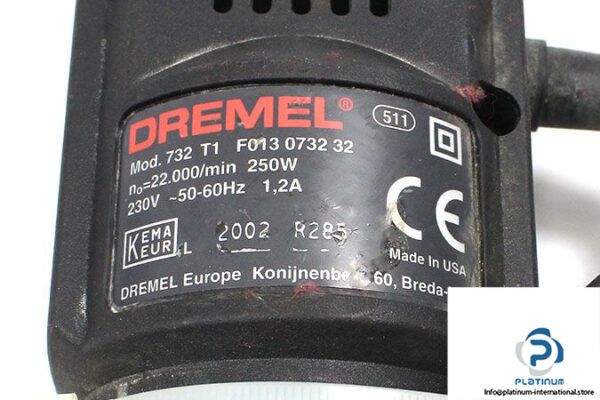 DREMEL®
511
Mod. 732 T1 F013 0732 32
n₀=22.000/min 250W
230V ~50-60Hz 1,2A
CE
KEMA
KEUR
L 2002 R285
Made In USA
DREMEL Europe 60, Breda-
PLATINUM
info@platinum-international.store